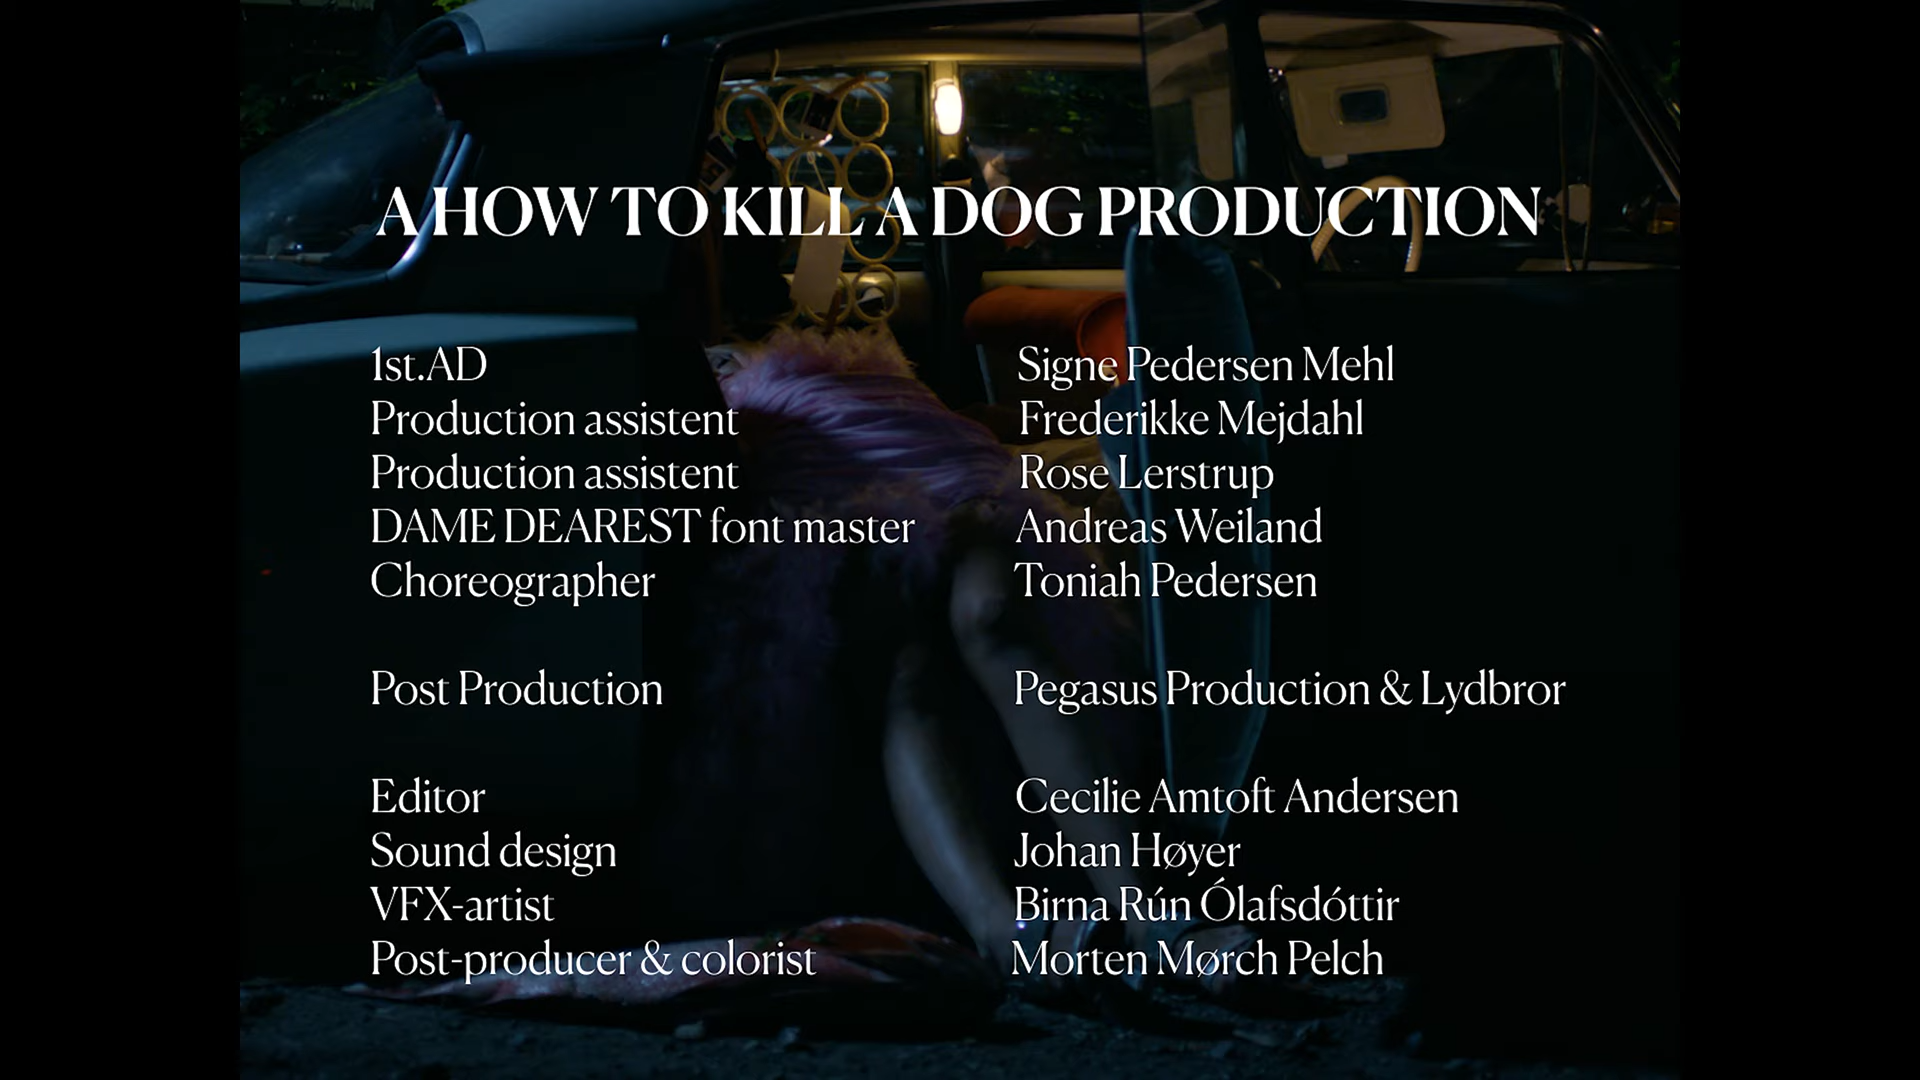 A HOW TO KILL A DOG PRODUCTION
1st.AD Signe Pedersen Mehl
Production assistent Frederikke Mejdahl
Production assistent Rose Lerstrup
DAME DEAREST font master Andreas Weiland
Choreographer Toniah Pedersen
Post Production Pegasus Production & Lydbror
Editor Cecilie Amtoft Andersen
Sound design Johan Høyer
VFX-artist Birna Rún Ólafsdóttir
Post-producer & colorist Morten Mørch Pelch